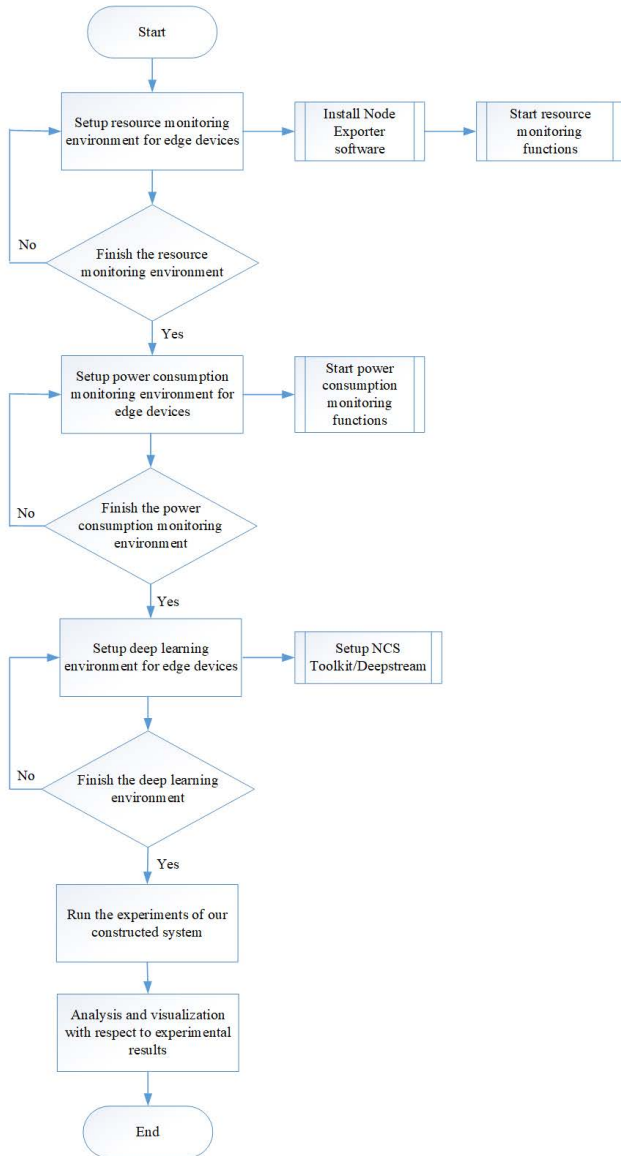 Start
Setup resource monitoring
environment for edge devices
Install Node
Exporter
software
Start resource
monitoring
functions
No
Finish the resource
monitoring environment
Yes
Setup power consumption
monitoring environment for
edge devices
Start power
consumption
monitoring
functions
No
Finish the power
consumption monitoring
environment
Yes
Setup deep learning
environment for edge devices
Setup NCS
Toolkit/Deepstream
No
Finish the deep learning
environment
Yes
Run the experiments of our
constructed system
Analysis and visualization
with respect to experimental
results
End